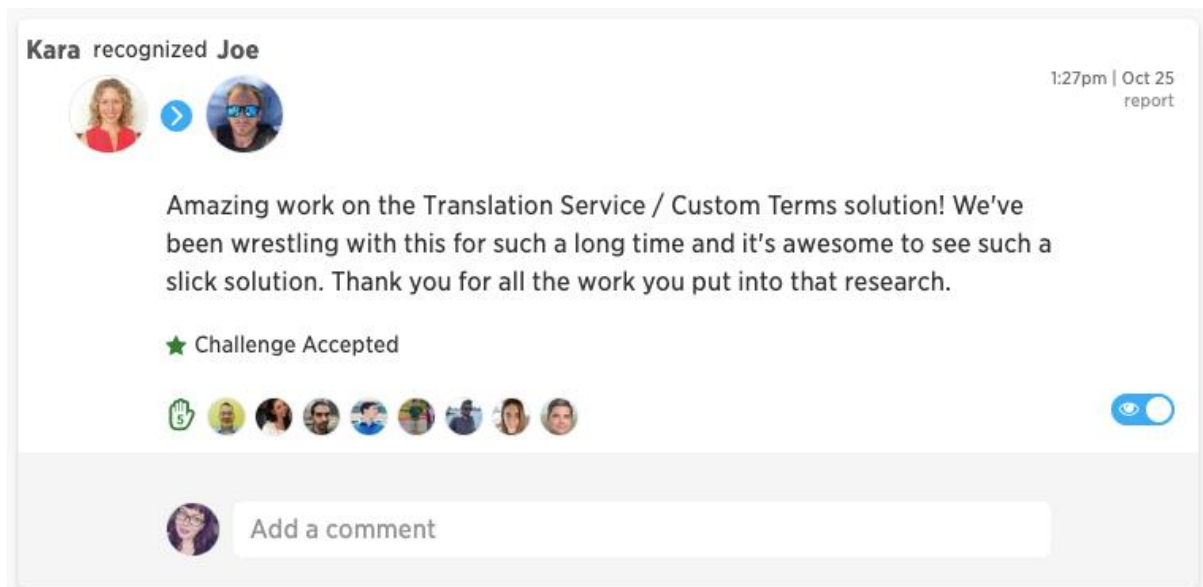 Kara recognized Joe
1:27pm | Oct 25
report
Amazing work on the Translation Service / Custom Terms solution! We've
been wrestling with this for such a long time and it's awesome to see such a
slick solution. Thank you for all the work you put into that research.
Challenge Accepted
5
Add a comment